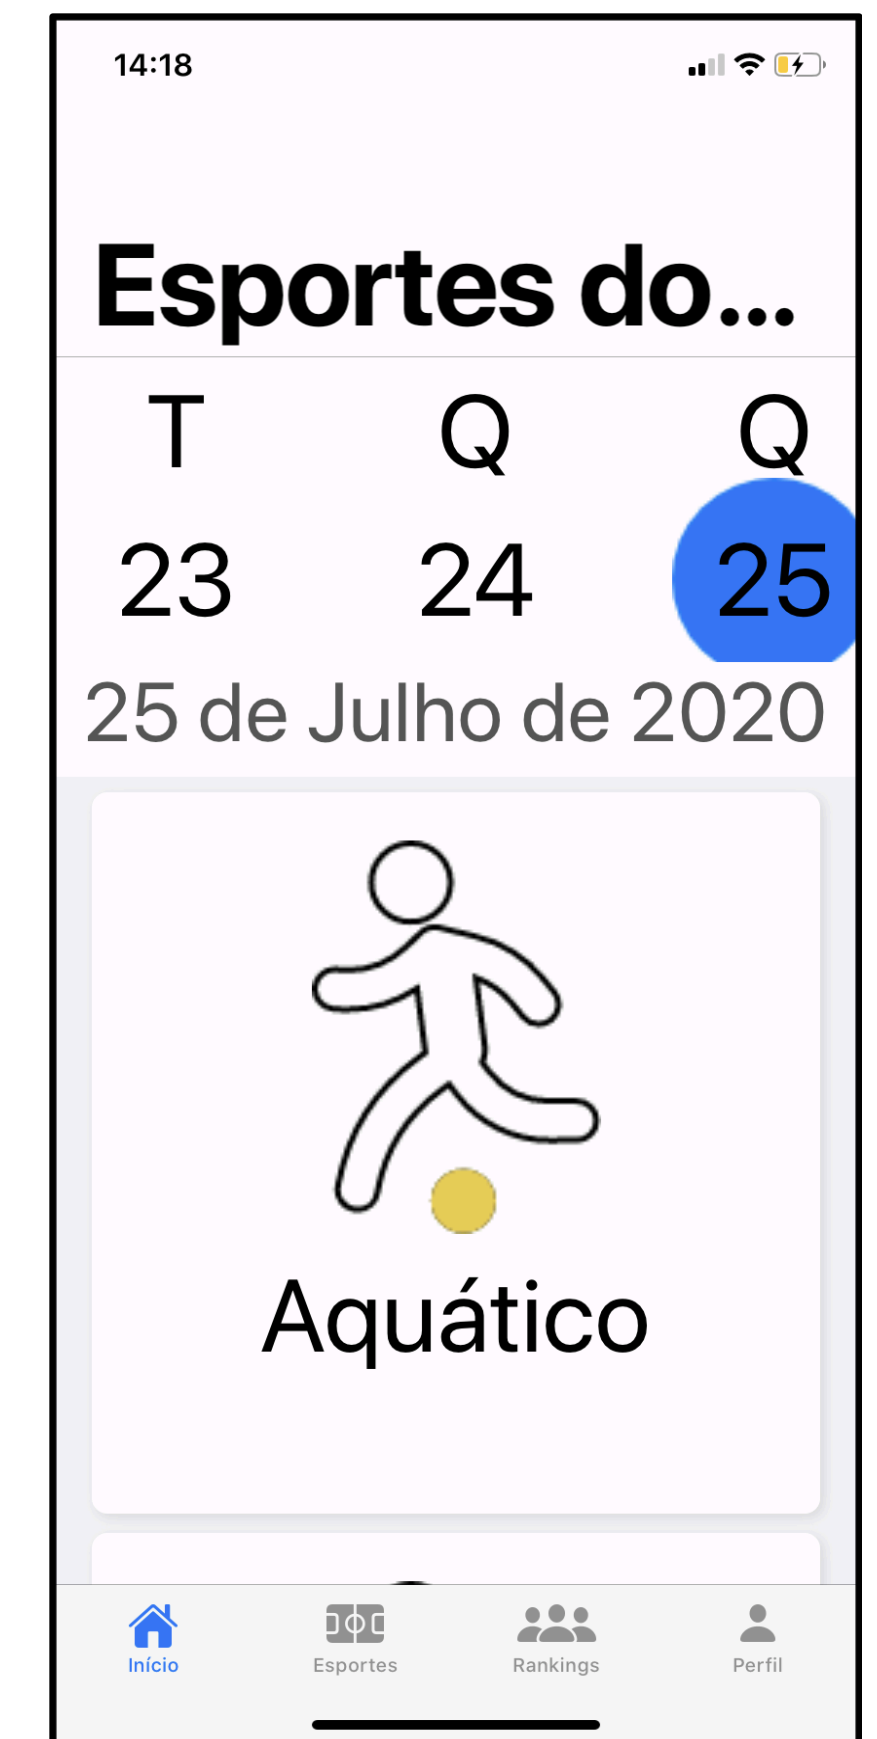 14:18
Esportes do...
T Q Q
23 24 25
25 de Julho de 2020
Aquático
Início Esportes Rankings Perfil